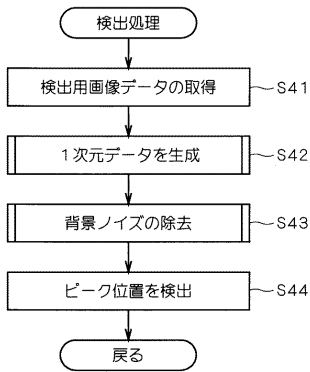 検出処理
検出用画像データの取得 S41
1次元データを生成 S42
背景ノイズの除去 S43
ピーク位置を検出 S44
戻る